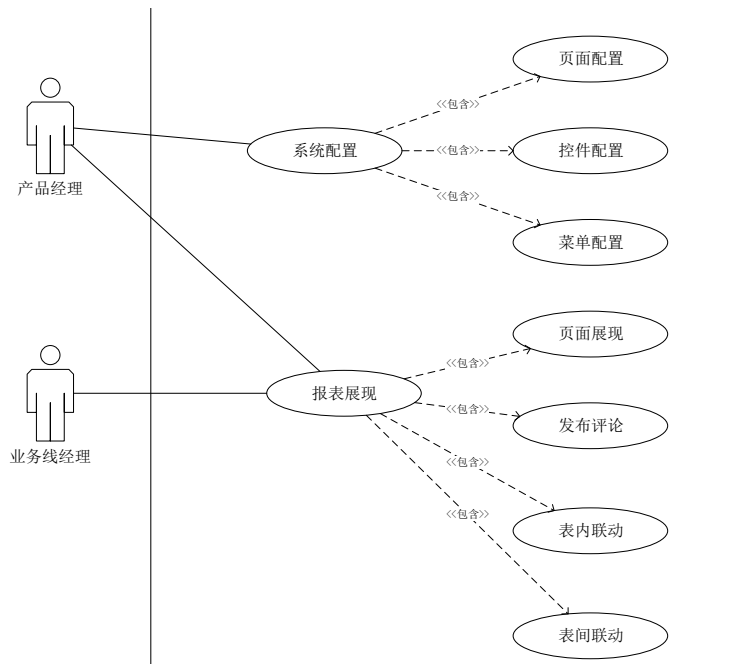 页面配置
<<包含>>
系统配置
<<包含>>
控件配置
产品经理
<<包含>>
菜单配置
页面展现
<<包含>>
报表展现
<<包含>>
发布评论
业务线经理
<<包含>>
<<包含>>
表内联动
表间联动